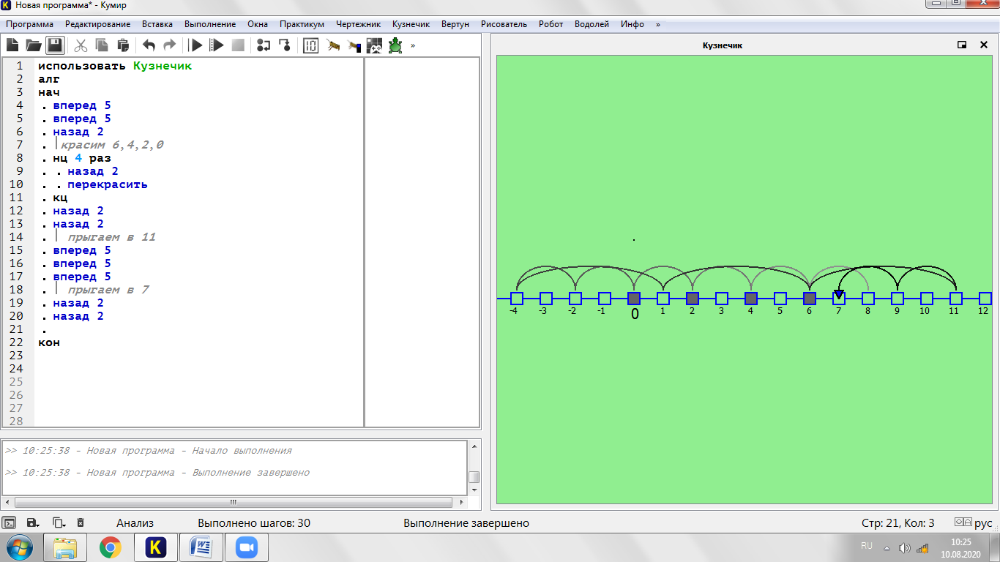 Новая программа* - Кумир
Программа Редактирование Вставка Выполнение Окна Практикум Чертежник Кузнечик Вертун Рисователь Робот Водолей Инфо »
»
Кузнечик
1 использовать Кузнечик
2 алг
3 нач
4 . вперед 5
5 . вперед 5
6 . назад 2
7 . |красим 6,4,2,0
8 . нц 4 раз
9 . . назад 2
10 . . перекрасить
11 . кц
12 . назад 2
13 . назад 2
14 . | прыгаем в 11
15 . вперед 5
16 . вперед 5
17 . вперед 5
18 . | прыгаем в 7
19 . назад 2
20 . назад 2
21 .
22 кон
23
24
25
26
27
28
-4 -3 -2 -1 0 1 2 3 4 5 6 7 8 9 10 11 12
>> 10:25:38 - Новая программа - Начало выполнения
>> 10:25:38 - Новая программа - Выполнение завершено
Анализ Выполнено шагов: 30 Выполнение завершено Стр: 21, Кол: 3 рус
RU 10:25
10.08.2020